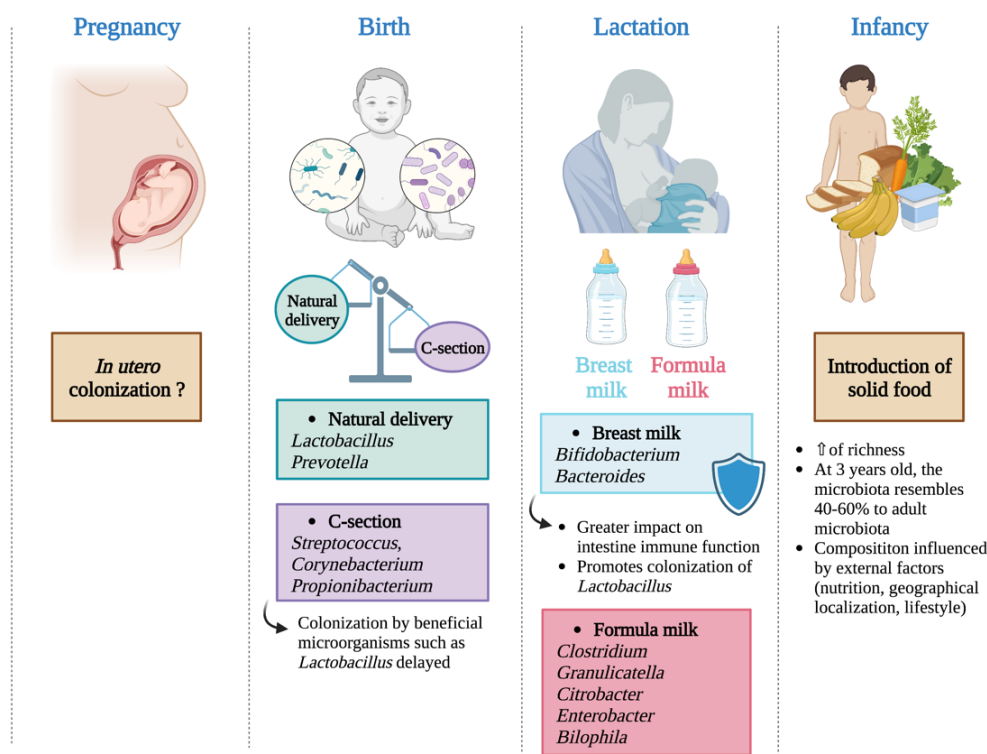 Pregnancy
In utero
colonization ?
Birth
Natural
delivery
C-section
• Natural delivery
Lactobacillus
Prevotella
• C-section
Streptococcus,
Corynebacterium
Propionibacterium
Colonization by beneficial
microorganisms such as
Lactobacillus delayed
Lactation
Breast
milk
Formula
milk
• Breast milk
Bifidobacterium
Bacteroides
• Greater impact on
intestine immune function
• Promotes colonization of
Lactobacillus
• Formula milk
Clostridium
Granulicatella
Citrobacter
Enterobacter
Bilophila
Infancy
Introduction of
solid food
• ⇧of richness
• At 3 years old, the
microbiota resembles
40-60% to adult
microbiota
• Composititon influenced
by external factors
(nutrition, geographical
localization, lifestyle)